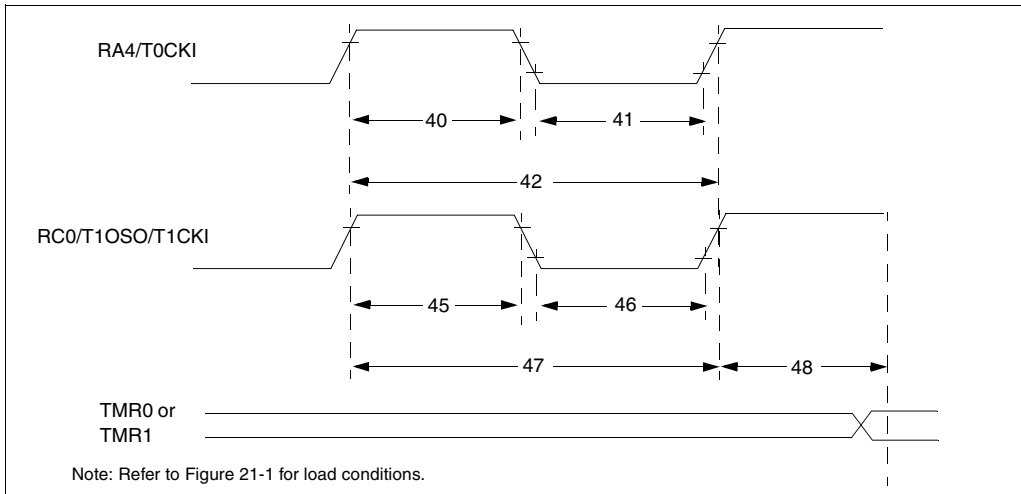 RA4/T0CKI
40
41
42
RC0/T1OSO/T1CKI
45
46
47
48
TMR0 or
TMR1
Note: Refer to Figure 21-1 for load conditions.